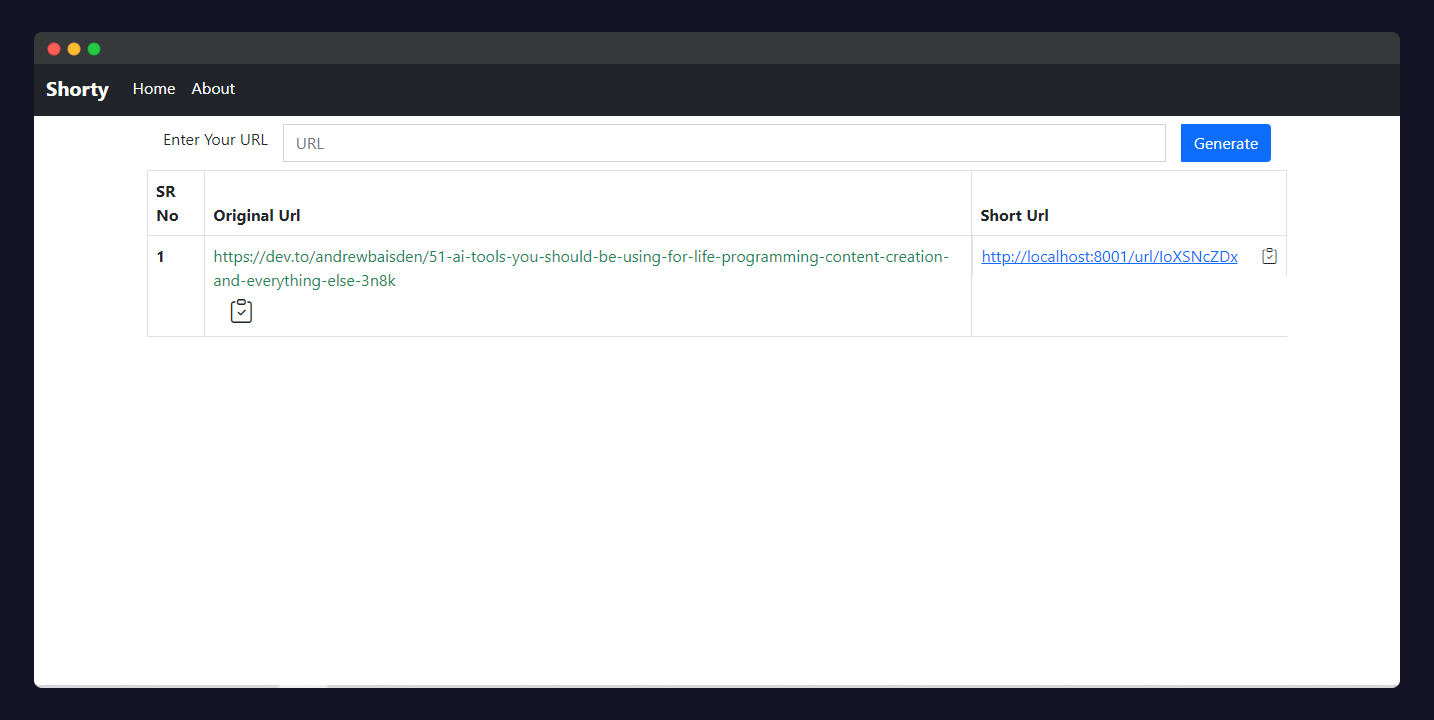 Shorty Home About
Enter Your URL URL Generate
SR
No Original Url Short Url
1 https://dev.to/andrewbaisden/51-ai-tools-you-should-be-using-for-life-programming-content-creation- http://localhost:8001/url/IoXSNcZDx
and-everything-else-3n8k